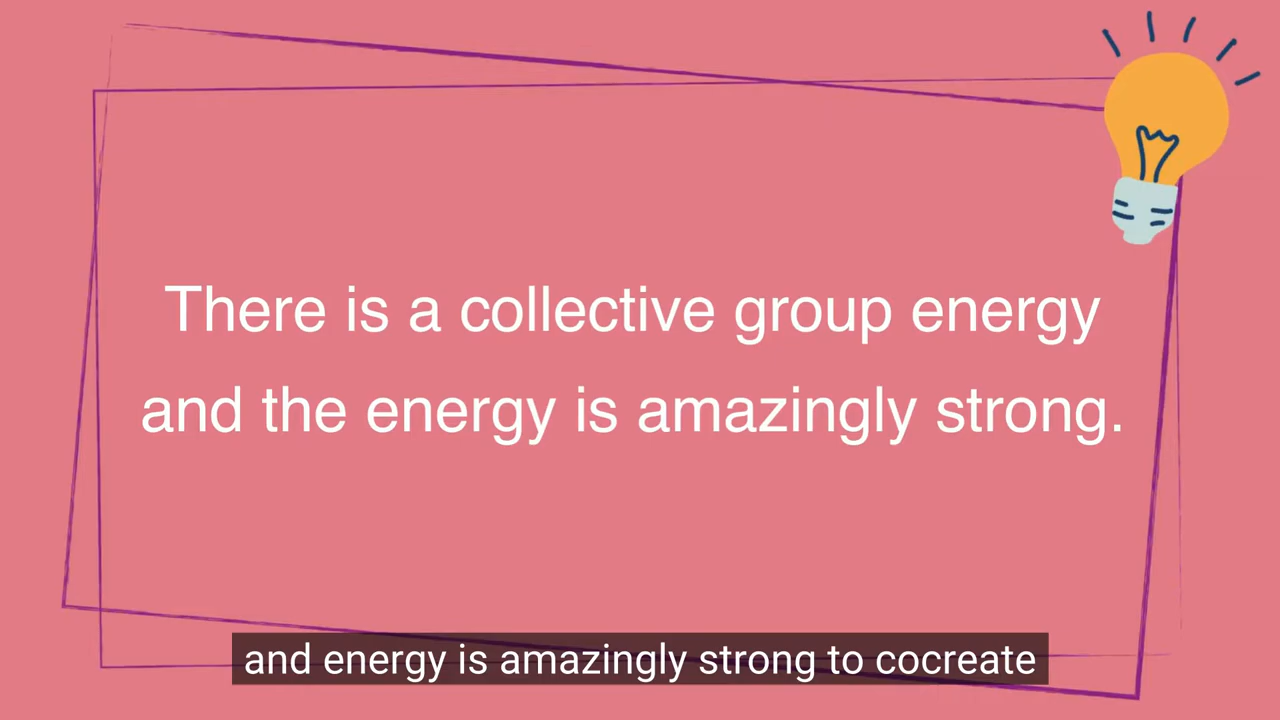 There is a collective group energy
and the energy is amazingly strong.
and energy is amazingly strong to cocreate